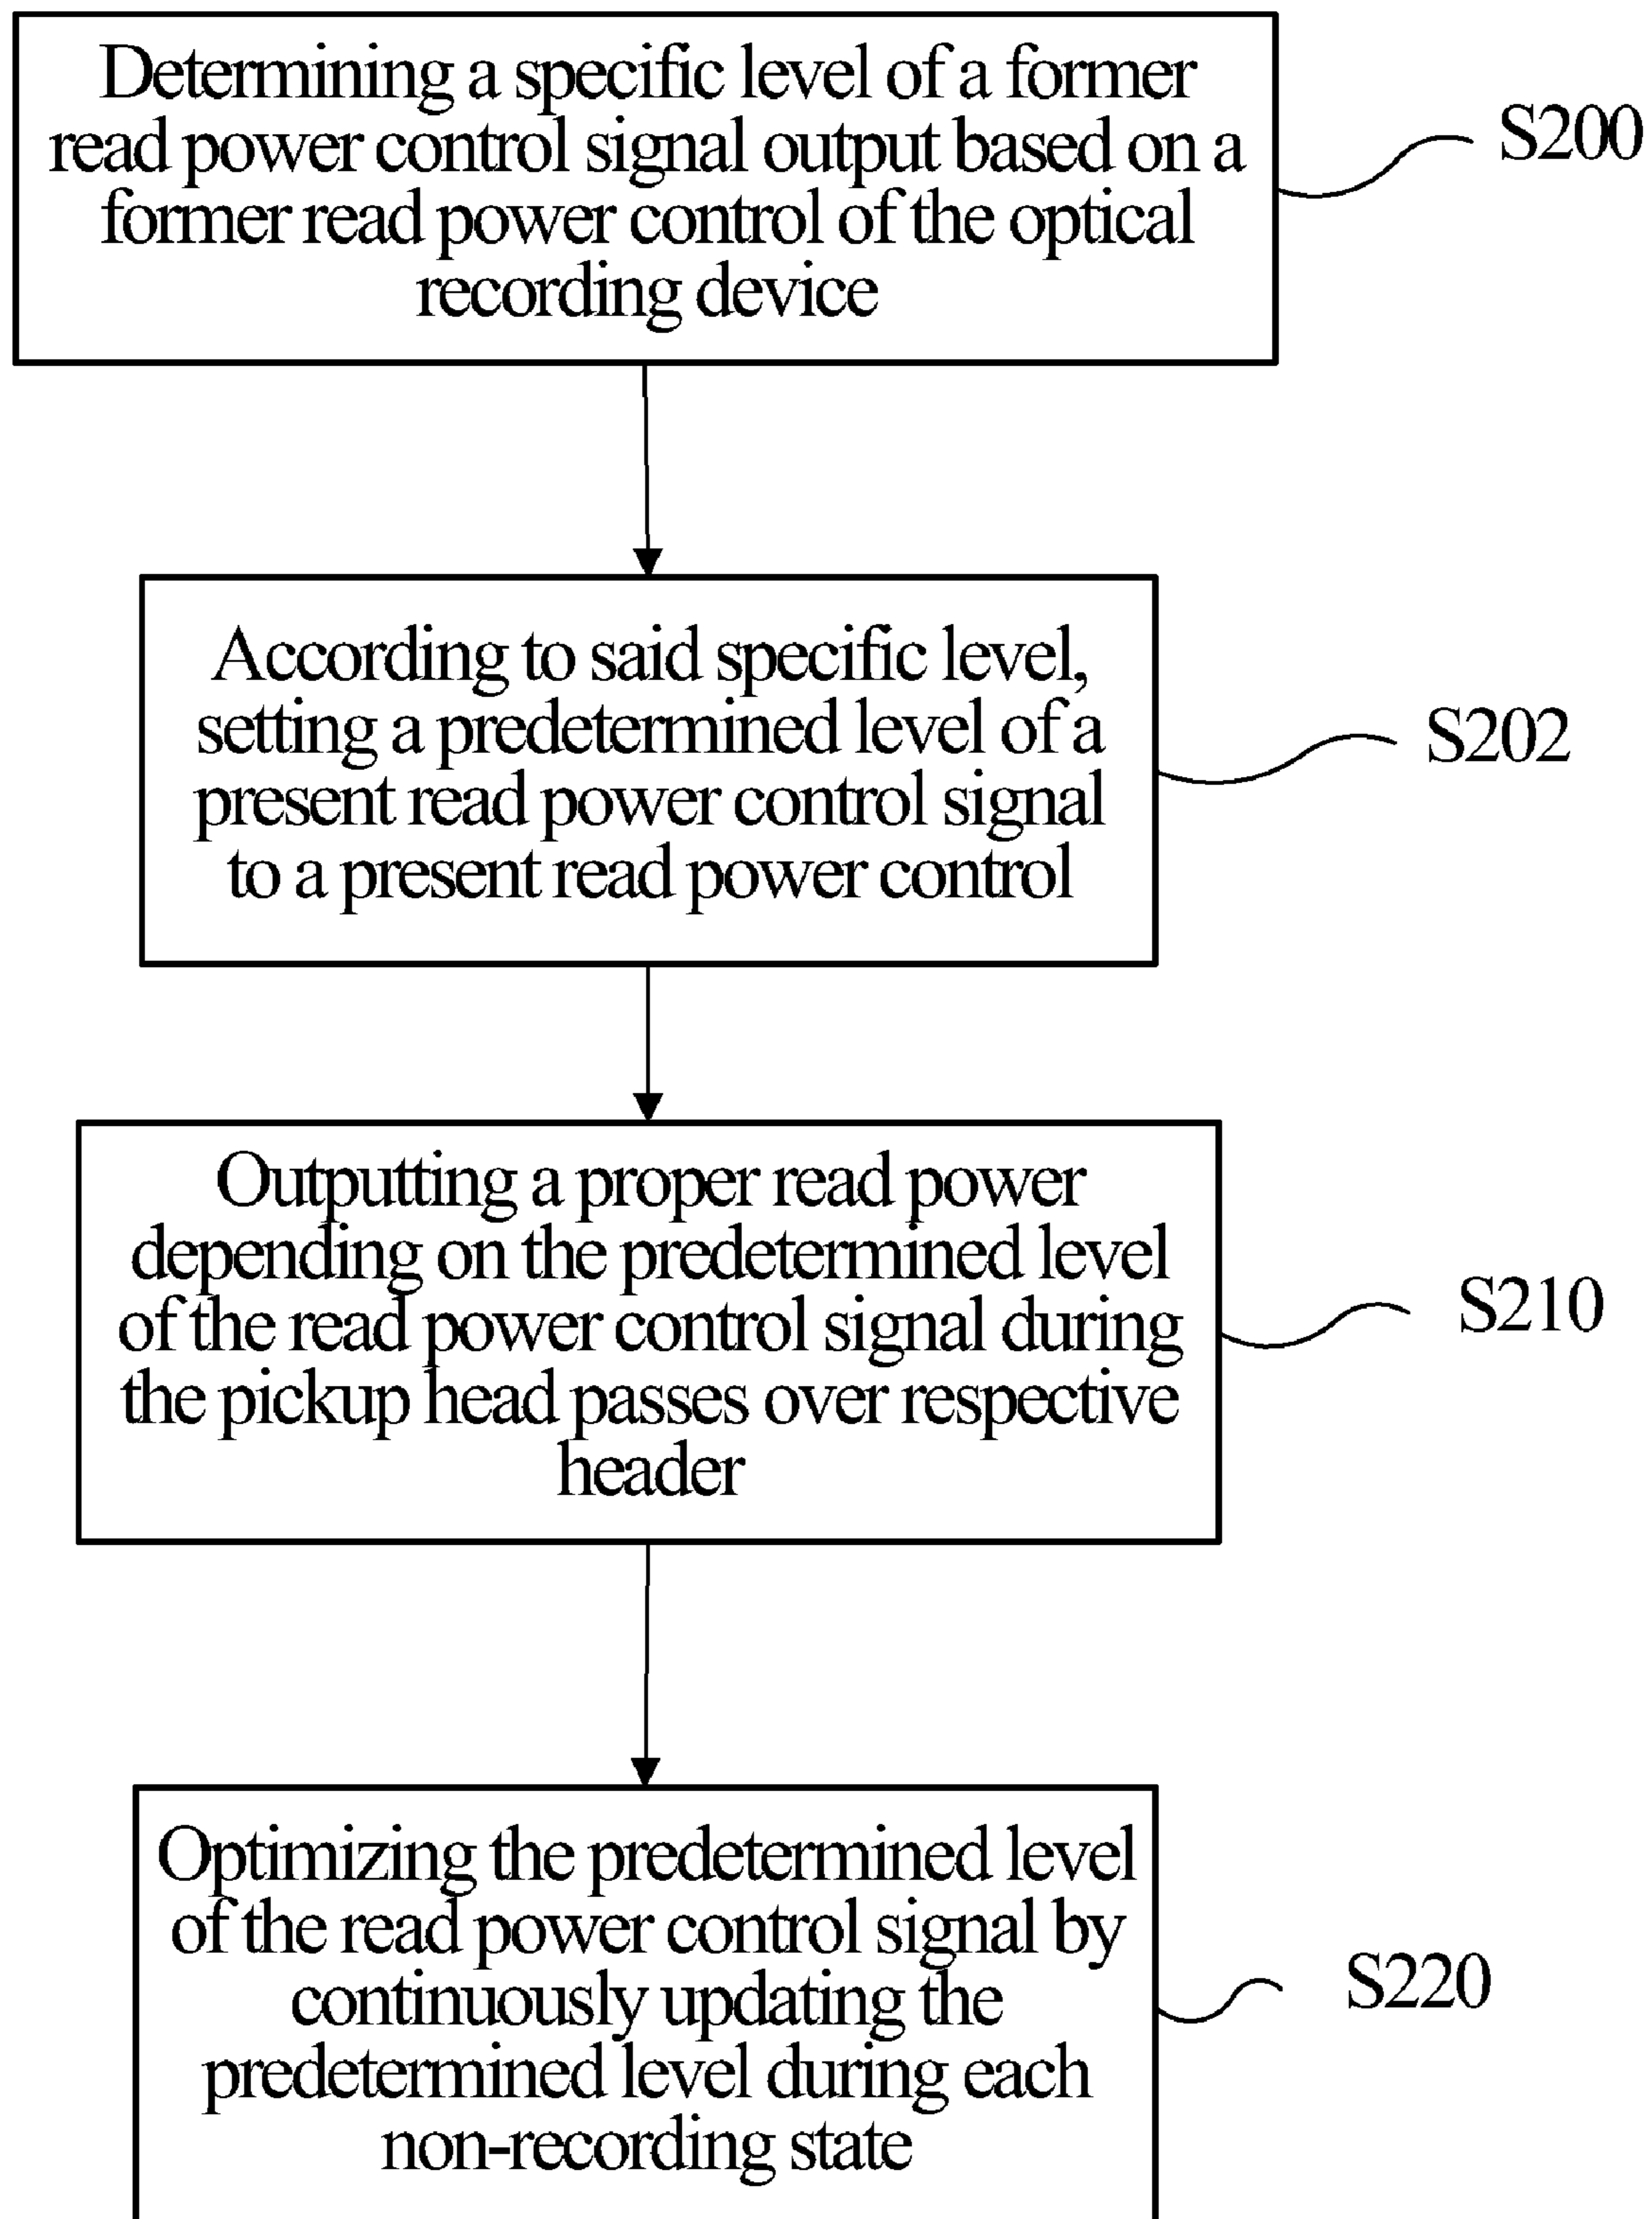 Determining a specific level of a former
read power control signal output based on a
former read power control of the optical
recording device
S200
According to said specific level,
setting a predetermined level of a
present read power control signal
to a present read power control
S202
Outputting a proper read power
depending on the predetermined level
of the read power control signal during
the pickup head passes over respective
header
S210
Optimizing the predetermined level
of the read power control signal by
continuously updating the
predetermined level during each
non-recording state
S220